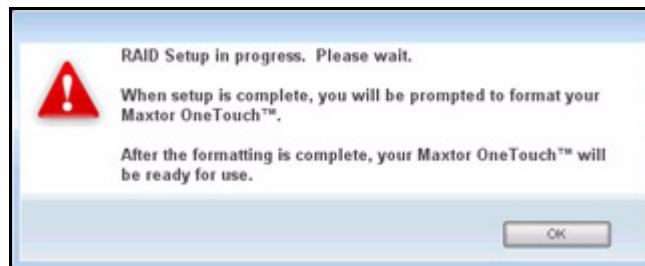 RAID Setup in progress.  Please wait.
When setup is complete, you will be prompted to format your
Maxtor OneTouch™.
After the formatting is complete, your Maxtor OneTouch™ will
be ready for use.
OK